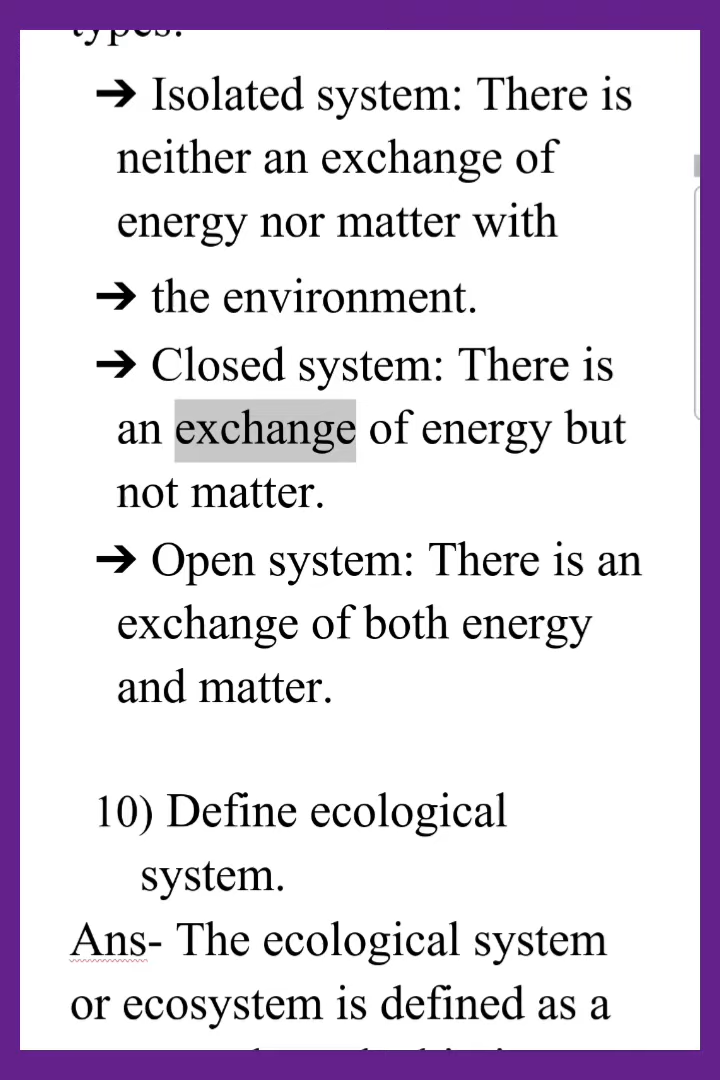 types:
➔ Isolated system: There is
neither an exchange of
energy nor matter with
➔ the environment.
➔ Closed system: There is
an exchange of energy but
not matter.
➔ Open system: There is an
exchange of both energy
and matter.
10) Define ecological
system.
Ans- The ecological system
or ecosystem is defined as a